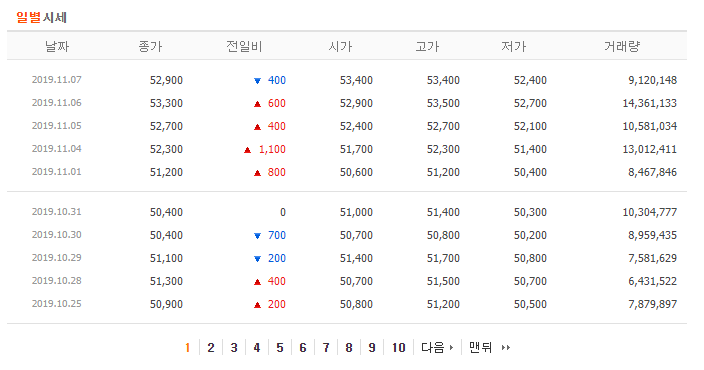 일별시세
날짜 종가 전일비 시가 고가 저가 거래량
2019.11.07 52,900 ▼ 400 53,400 53,400 52,400 9,120,148
2019.11.06 53,300 ▲ 600 52,900 53,500 52,700 14,361,133
2019.11.05 52,700 ▲ 400 52,400 52,700 52,100 10,581,034
2019.11.04 52,300 ▲ 1,100 51,700 52,300 51,400 13,012,411
2019.11.01 51,200 ▲ 800 50,600 51,200 50,400 8,467,846
2019.10.31 50,400 0 51,000 51,400 50,300 10,304,777
2019.10.30 50,400 ▼ 700 50,700 50,800 50,200 8,959,435
2019.10.29 51,100 ▼ 200 51,400 51,700 50,800 7,581,629
2019.10.28 51,300 ▲ 400 50,700 51,500 50,700 6,431,522
2019.10.25 50,900 ▲ 200 50,800 51,200 50,500 7,879,897
1 2 3 4 5 6 7 8 9 10 다음 맨뒤